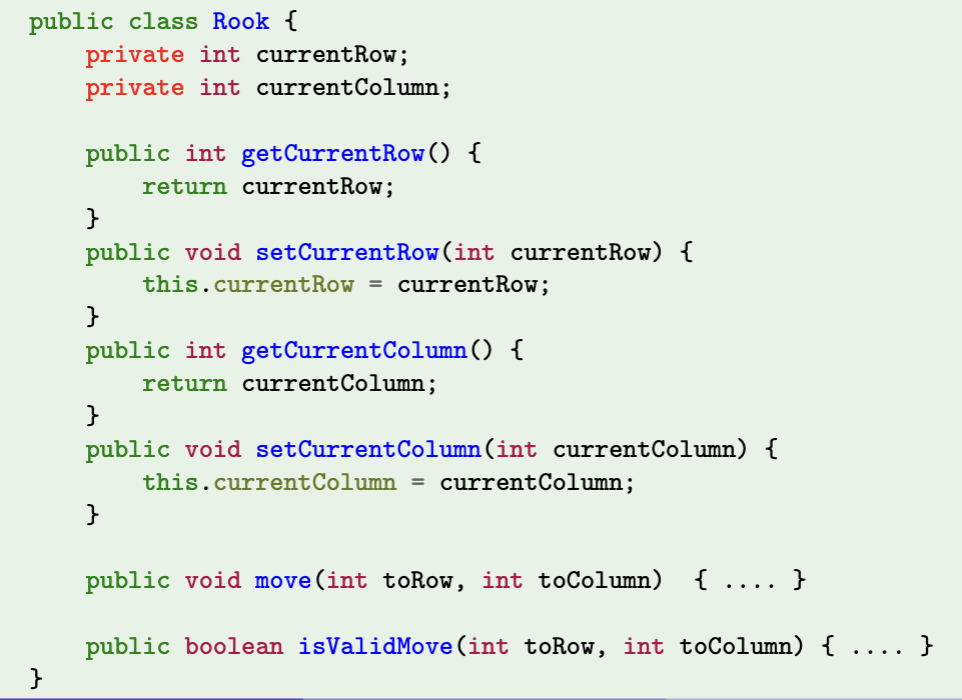 public class Rook {
private int currentRow;
private int currentColumn;
public int getCurrentRow() {
return currentRow;
}
public void setCurrentRow(int currentRow) {
this.currentRow = currentRow;
}
public int getCurrentColumn() {
return currentColumn;
}
public void setCurrentColumn(int currentColumn) {
this.currentColumn = currentColumn;
}
public void move(int toRow, int toColumn) { .... }
public boolean isValidMove(int toRow, int toColumn) { .... }
}